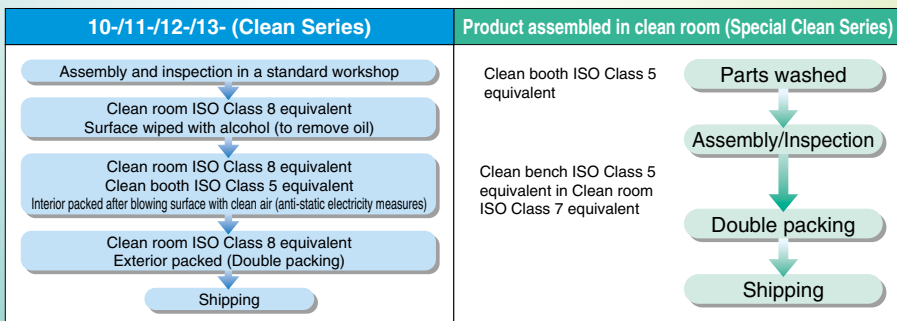 10-/11-/12-/13- (Clean Series)
Assembly and inspection in a standard workshop
Clean room ISO Class 8 equivalent
Surface wiped with alcohol (to remove oil)
Clean room ISO Class 8 equivalent
Clean booth ISO Class 5 equivalent
Interior packed after blowing surface with clean air (anti-static electricity measures)
Clean room ISO Class 8 equivalent
Exterior packed (Double packing)
Shipping
Product assembled in clean room (Special Clean Series)
Clean booth ISO Class 5
equivalent
Parts washed
Assembly/Inspection
Clean bench ISO Class 5
equivalent in Clean room
ISO Class 7 equivalent
Double packing
Shipping